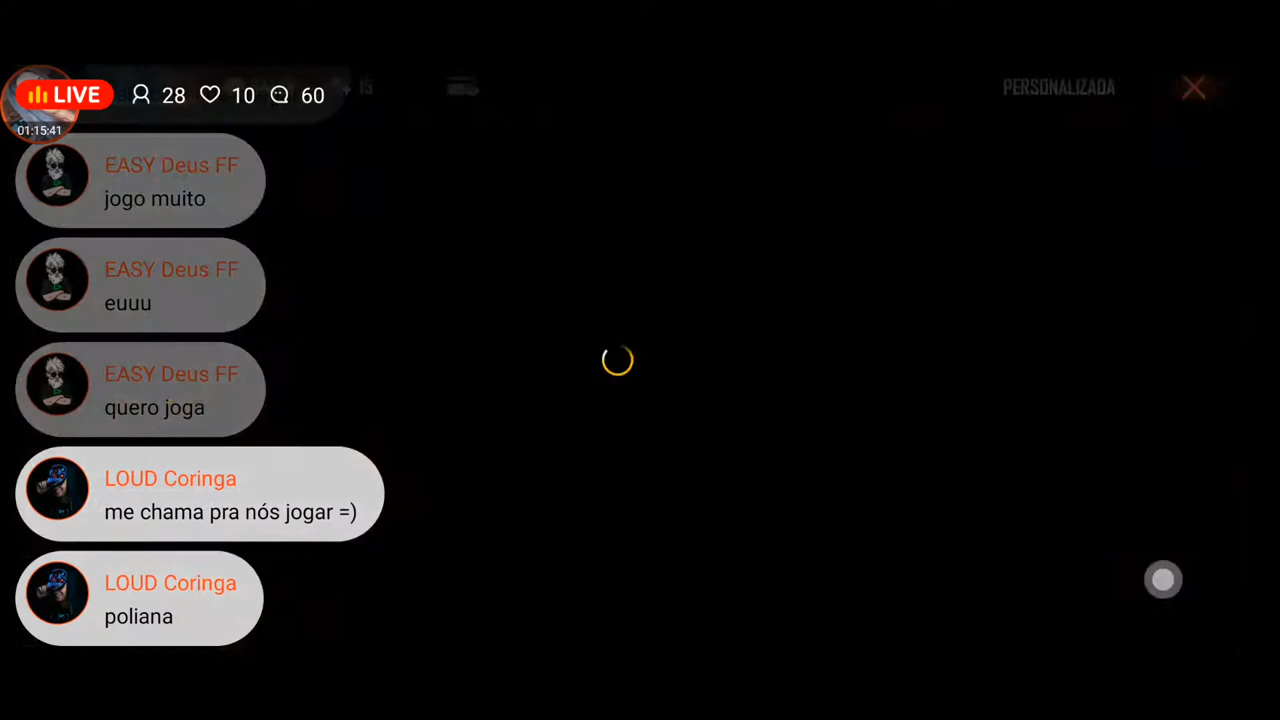 LIVE 28 10 60
15
PERSONALIZADA
01:15:41
EASY Deus FF
jogo muito
EASY Deus FF
euuu
EASY Deus FF
quero joga
LOUD Coringa
me chama pra nós jogar =)
LOUD Coringa
poliana